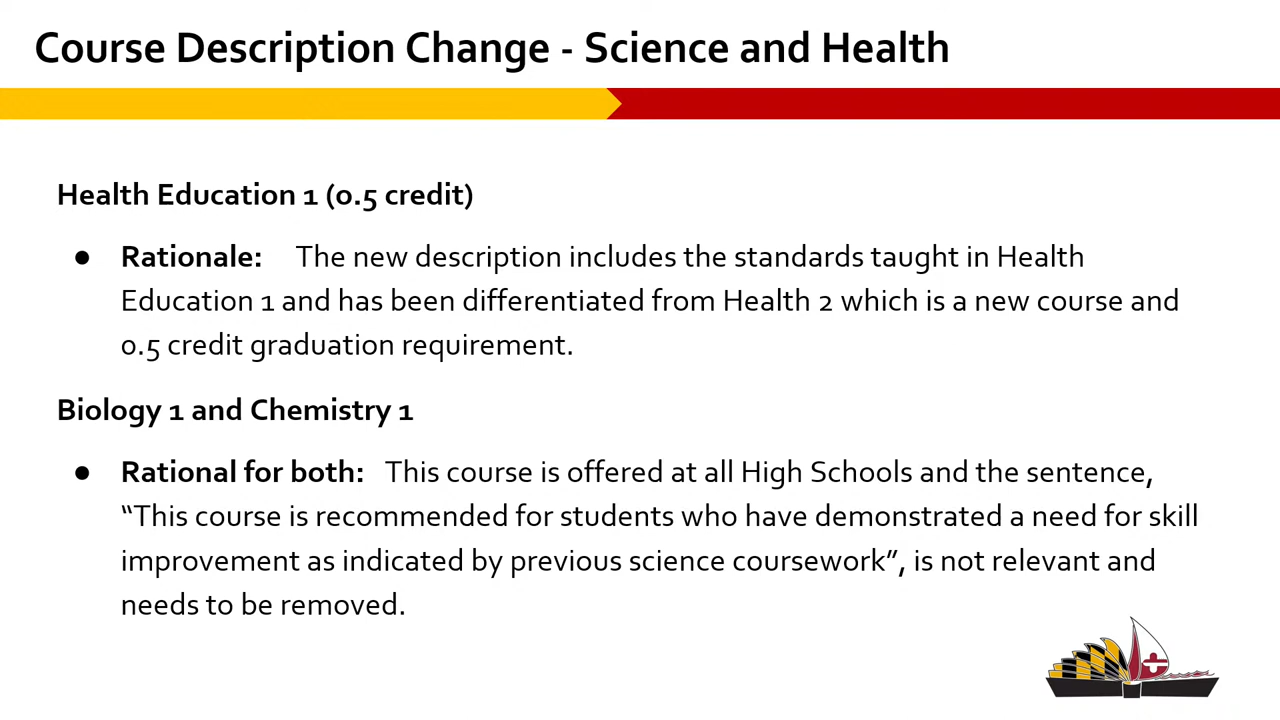 Course Description Change - Science and Health
Health Education 1 (0.5 credit)
● Rationale: The new description includes the standards taught in Health
Education 1 and has been differentiated from Health 2 which is a new course and
0.5 credit graduation requirement.
Biology 1 and Chemistry 1
● Rational for both: This course is offered at all High Schools and the sentence,
“This course is recommended for students who have demonstrated a need for skill
improvement as indicated by previous science coursework”, is not relevant and
needs to be removed.